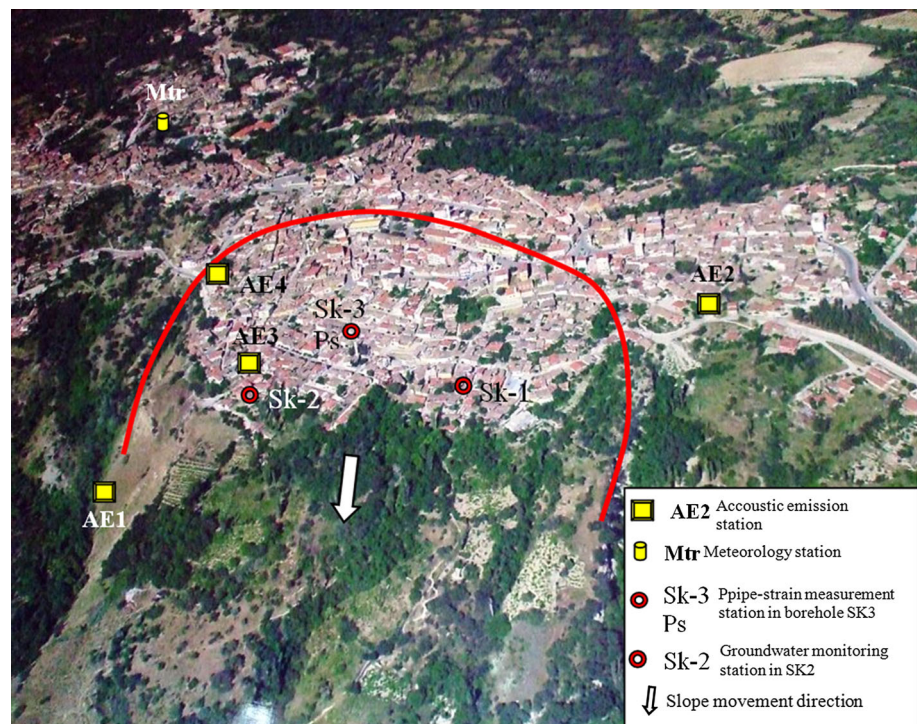 Mtr
AE4
AE2
Sk-3
Ps
AE3
Sk-2
Sk-1
AE1
AE2 Accoustic emission
station
Mtr Meteorology station
Sk-3 Ppipe-strain measurement
Ps station in borehole SK3
Sk-2 Groundwater monitoring
station in SK2
Slope movement direction